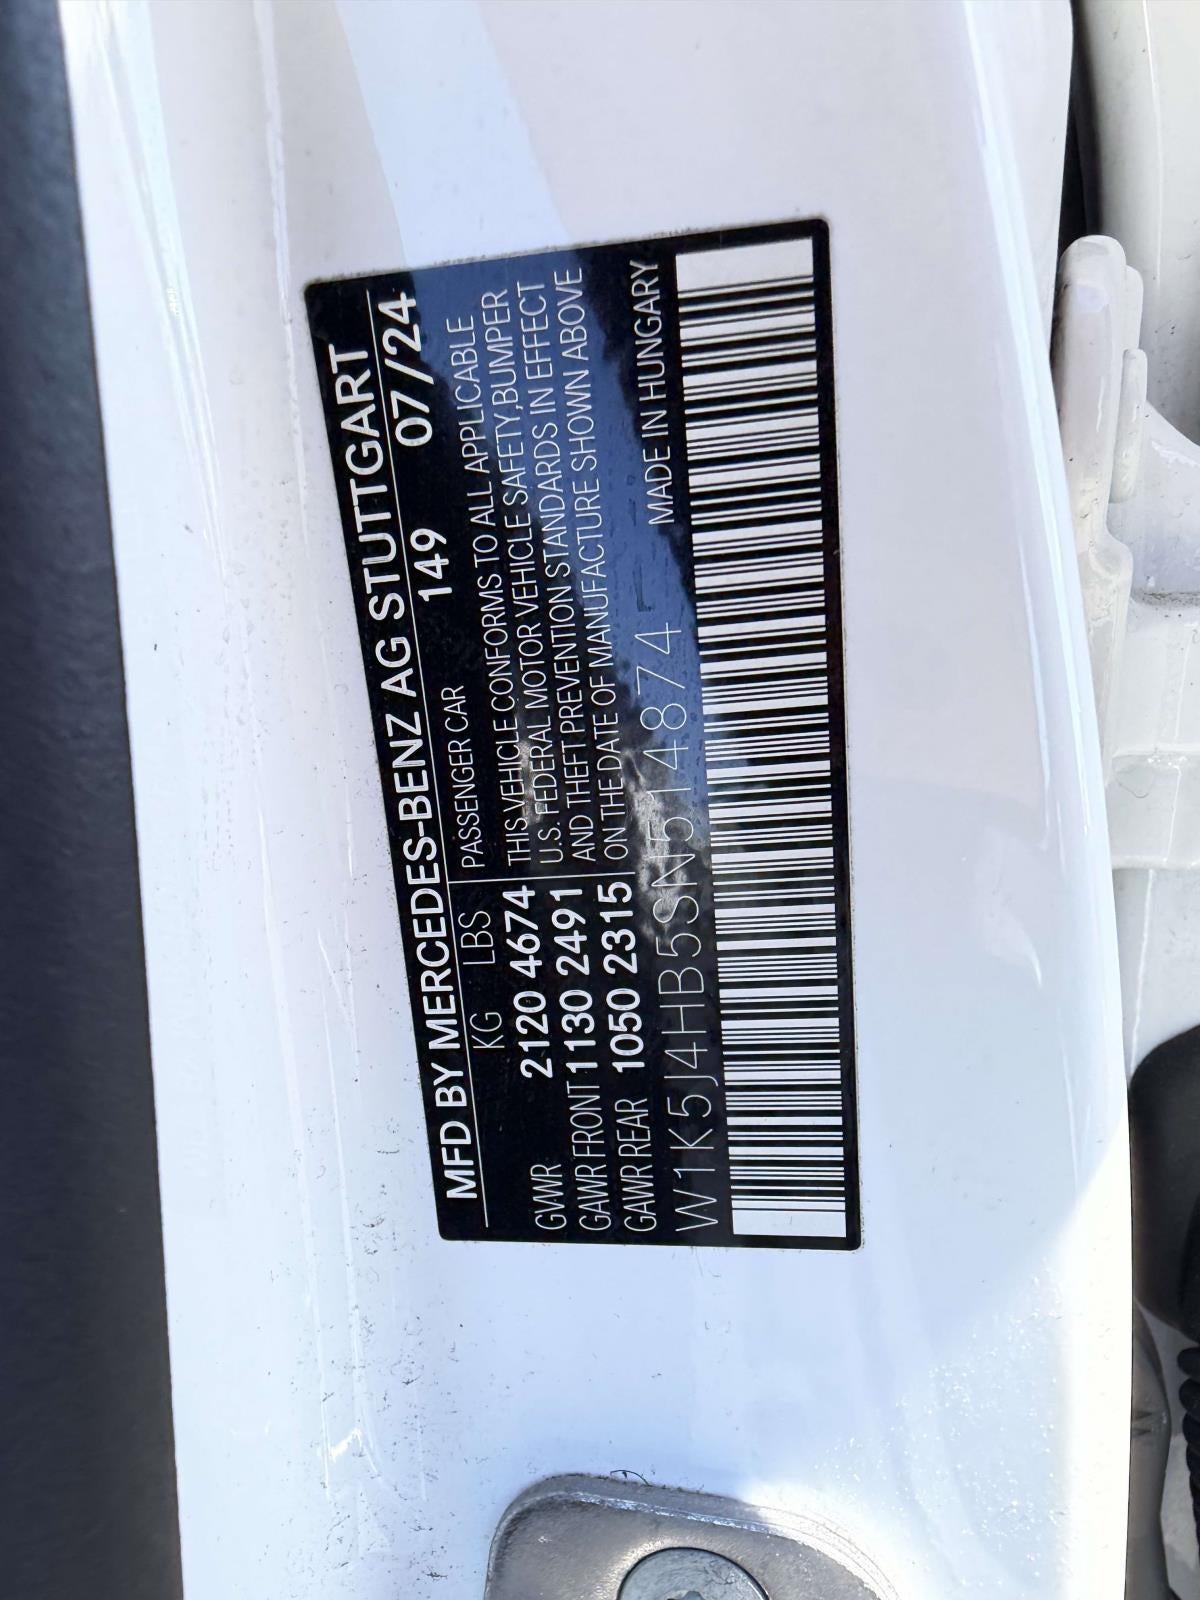 MFD BY MERCEDES-BENZ AG STUTTGART
KG LBS 149 07/24
PASSENGER CAR
GVWR 2120 4674
GAWR FRONT 1130 2491
GAWR REAR 1050 2315
THIS VEHICLE CONFORMS TO ALL APPLICABLE
U.S. FEDERAL MOTOR VEHICLE SAFETY,BUMPER
AND THEFT PREVENTION STANDARDS IN EFFECT
ON THE DATE OF MANUFACTURE SHOWN ABOVE
W1K5J4HB5SN514874
MADE IN HUNGARY